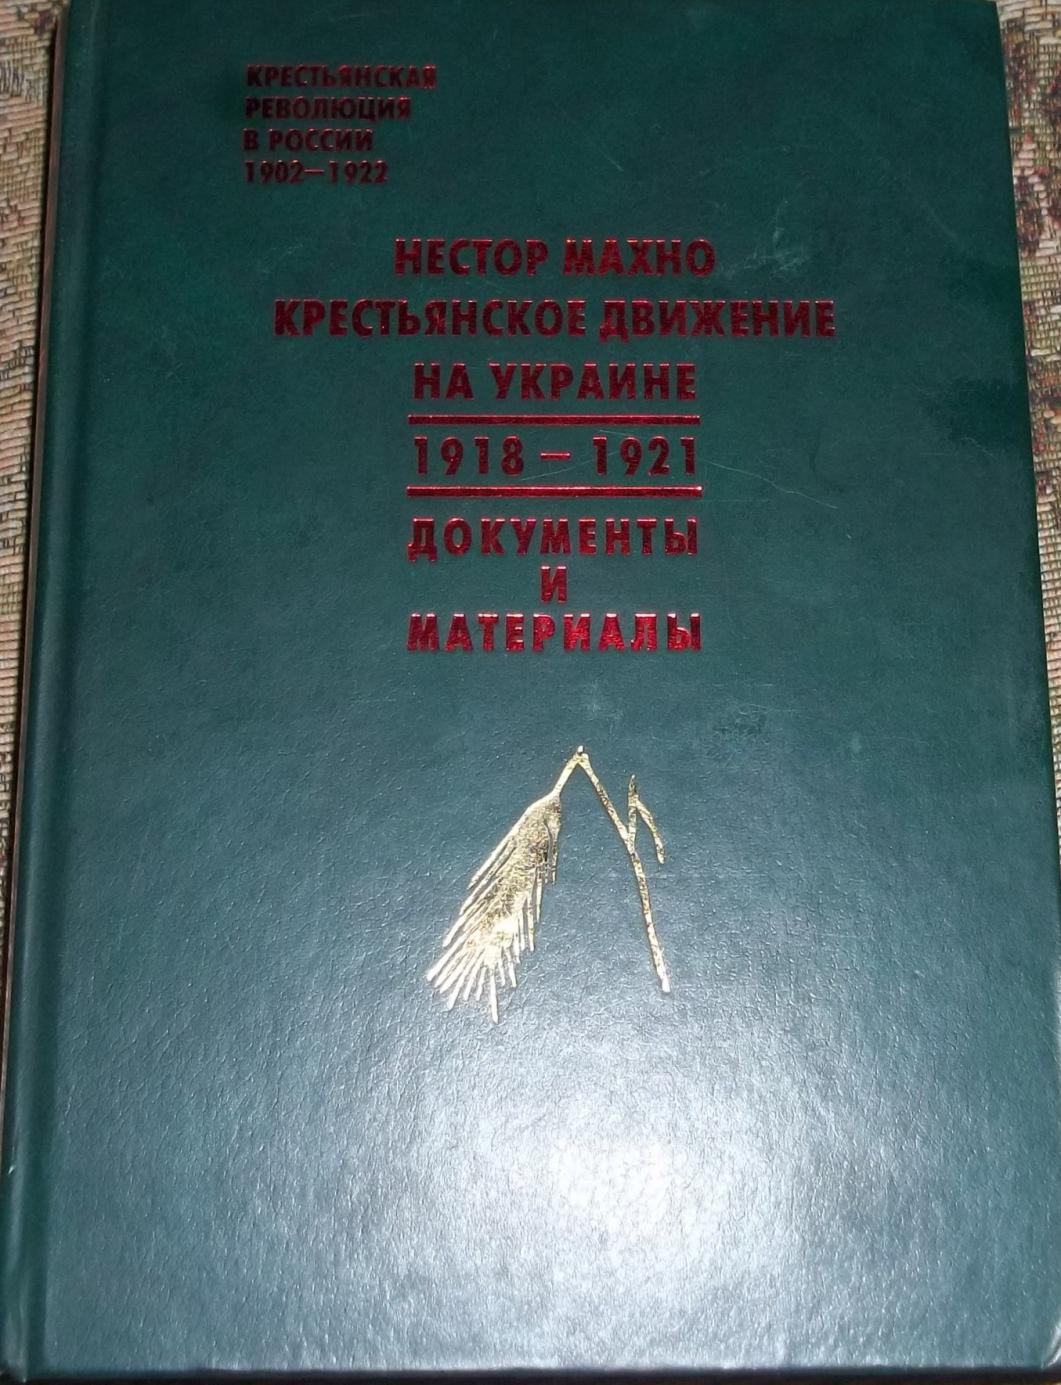 КРЕСТЬЯНСКАЯ
РЕВОЛЮЦИЯ
В РОССИИ
1902—1922
НЕСТОР МАХНО
КРЕСТЬЯНСКОЕ ДВИЖЕНИЕ
НА УКРАИНЕ
1918 — 1921
ДОКУМЕНТЫ
И
МАТЕРИАЛЫ